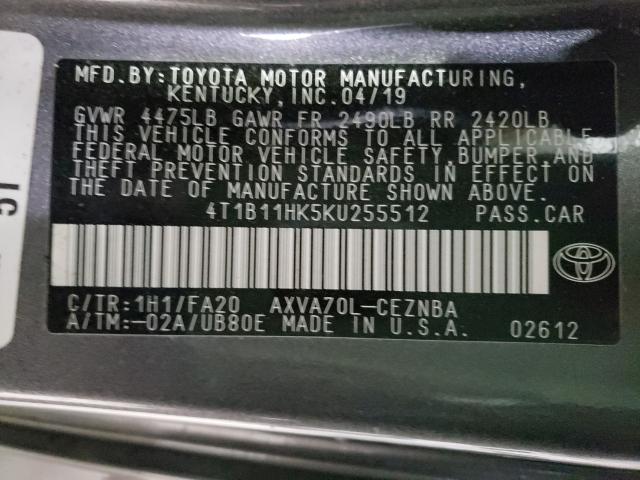 MFD.BY:TOYOTA MOTOR MANUFACTURING,
KENTUCKY,INC.04/19
GVWR 4475LB GAWR FR 2490LB RR 2420LB
THIS VEHICLE CONFORMS TO ALL APPLICABLE
FEDERAL MOTOR VEHICLE SAFETY,BUMPER,AND
THEFT PREVENTION STANDARDS IN EFFECT ON
THE DATE OF MANUFACTURE SHOWN ABOVE.
4T1B11HK5KU255512 PASS.CAR
C/TR:1H1/FA20 AXVA70L-CEZNBA
A/TM:-02A/UB80E MADE IN U.S.A. 02612